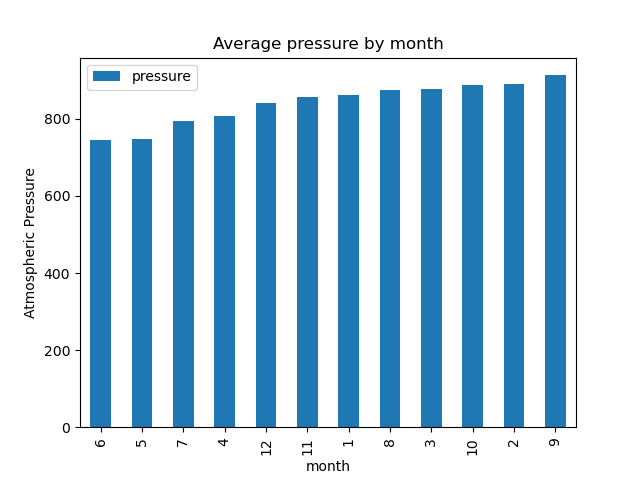 Average pressure by month
pressure
Atmospheric Pressure
800
600
400
200
0
6 5 7 4 12 11 1 8 3 10 2 9
month